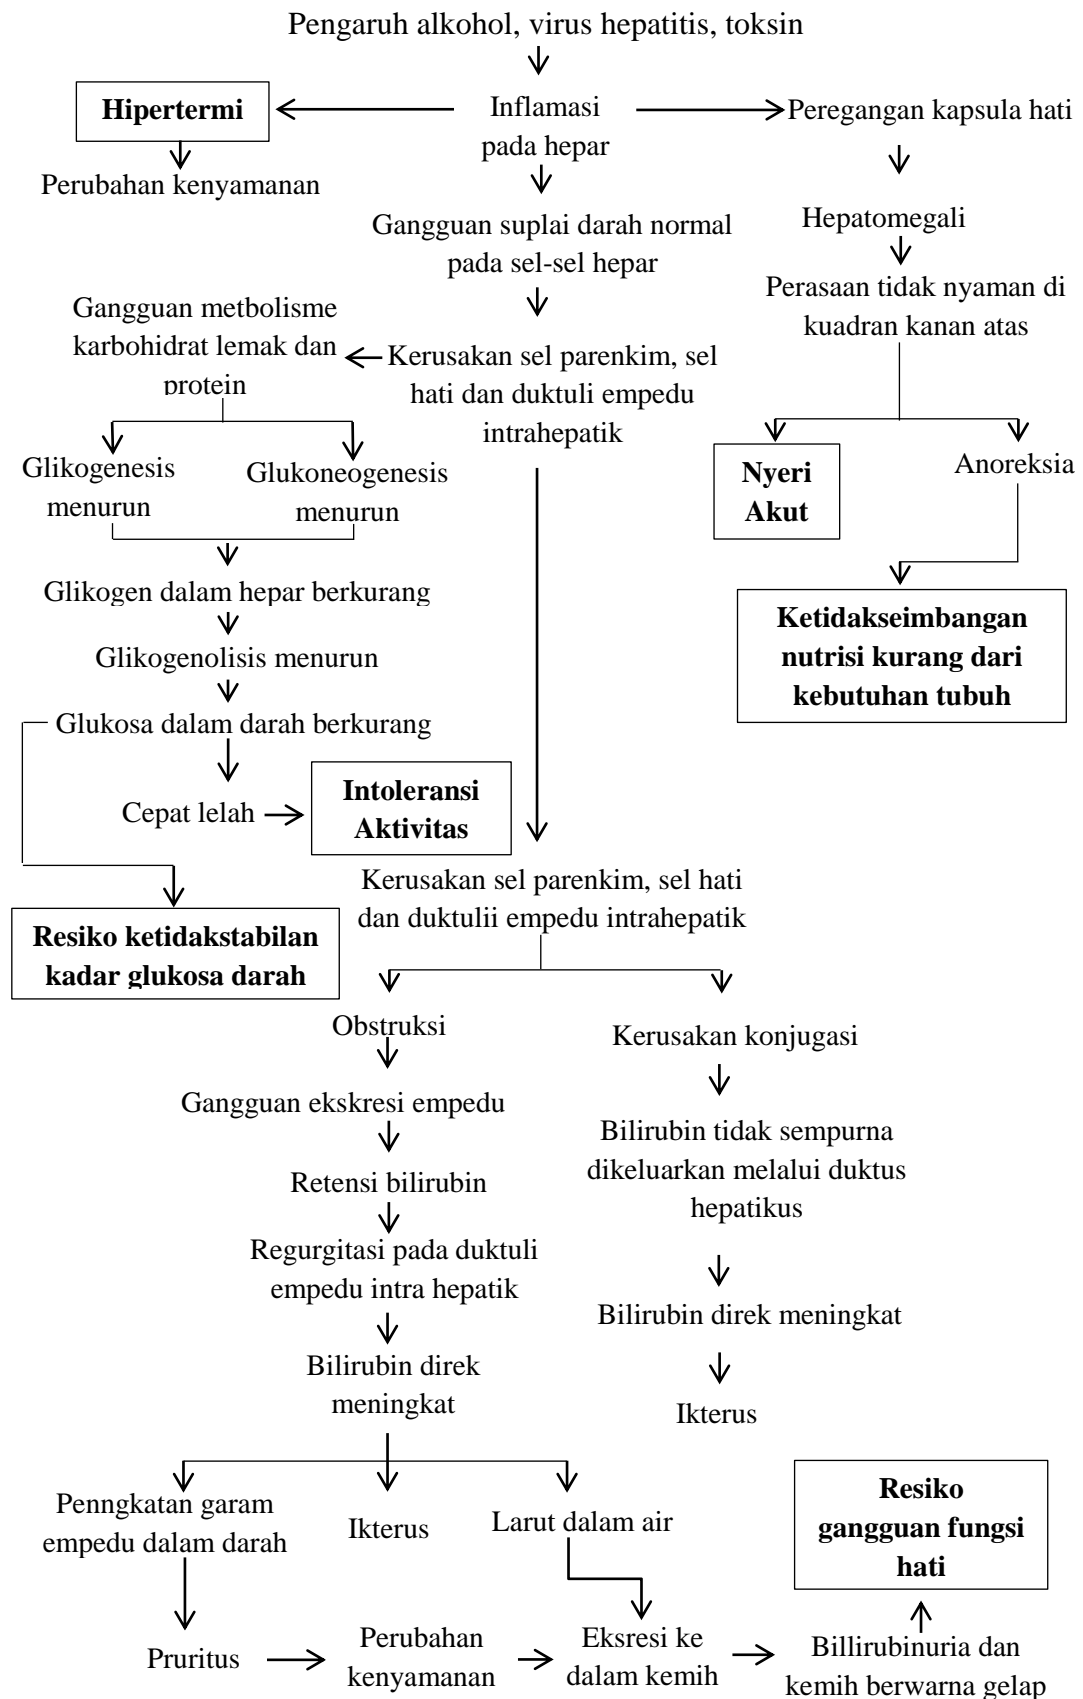 Pengaruh alkohol, virus hepatitis, toksin
Hipertermi
Inflamasi
pada hepar
Peregangan kapsula hati
Perubahan kenyamanan
Gangguan suplai darah normal
pada sel-sel hepar
Hepatomegali
Perasaan tidak nyaman di
kuadran kanan atas
Gangguan metbolisme
karbohidrat lemak dan
protein
Kerusakan sel parenkim, sel
hati dan duktuli empedu
intrahepatik
Glikogenesis
menurun
Glukoneogenesis
menurun
Nyeri
Akut
Anoreksia
Glikogen dalam hepar berkurang
Ketidakseimbangan
nutrisi kurang dari
kebutuhan tubuh
Glikogenolisis menurun
Glukosa dalam darah berkurang
Cepat lelah
Intoleransi
Aktivitas
Kerusakan sel parenkim, sel hati
dan duktulii empedu intrahepatik
Resiko ketidakstabilan
kadar glukosa darah
Obstruksi
Kerusakan konjugasi
Gangguan ekskresi empedu
Bilirubin tidak sempurna
dikeluarkan melalui duktus
hepatikus
Retensi bilirubin
Regurgitasi pada duktuli
empedu intra hepatik
Bilirubin direk meningkat
Bilirubin direk
meningkat
Ikterus
Penngkatan garam
empedu dalam darah
Ikterus
Larut dalam air
Resiko
gangguan fungsi
hati
Pruritus
Perubahan
kenyamanan
Eksresi ke
dalam kemih
Billirubinuria dan
kemih berwarna gelap